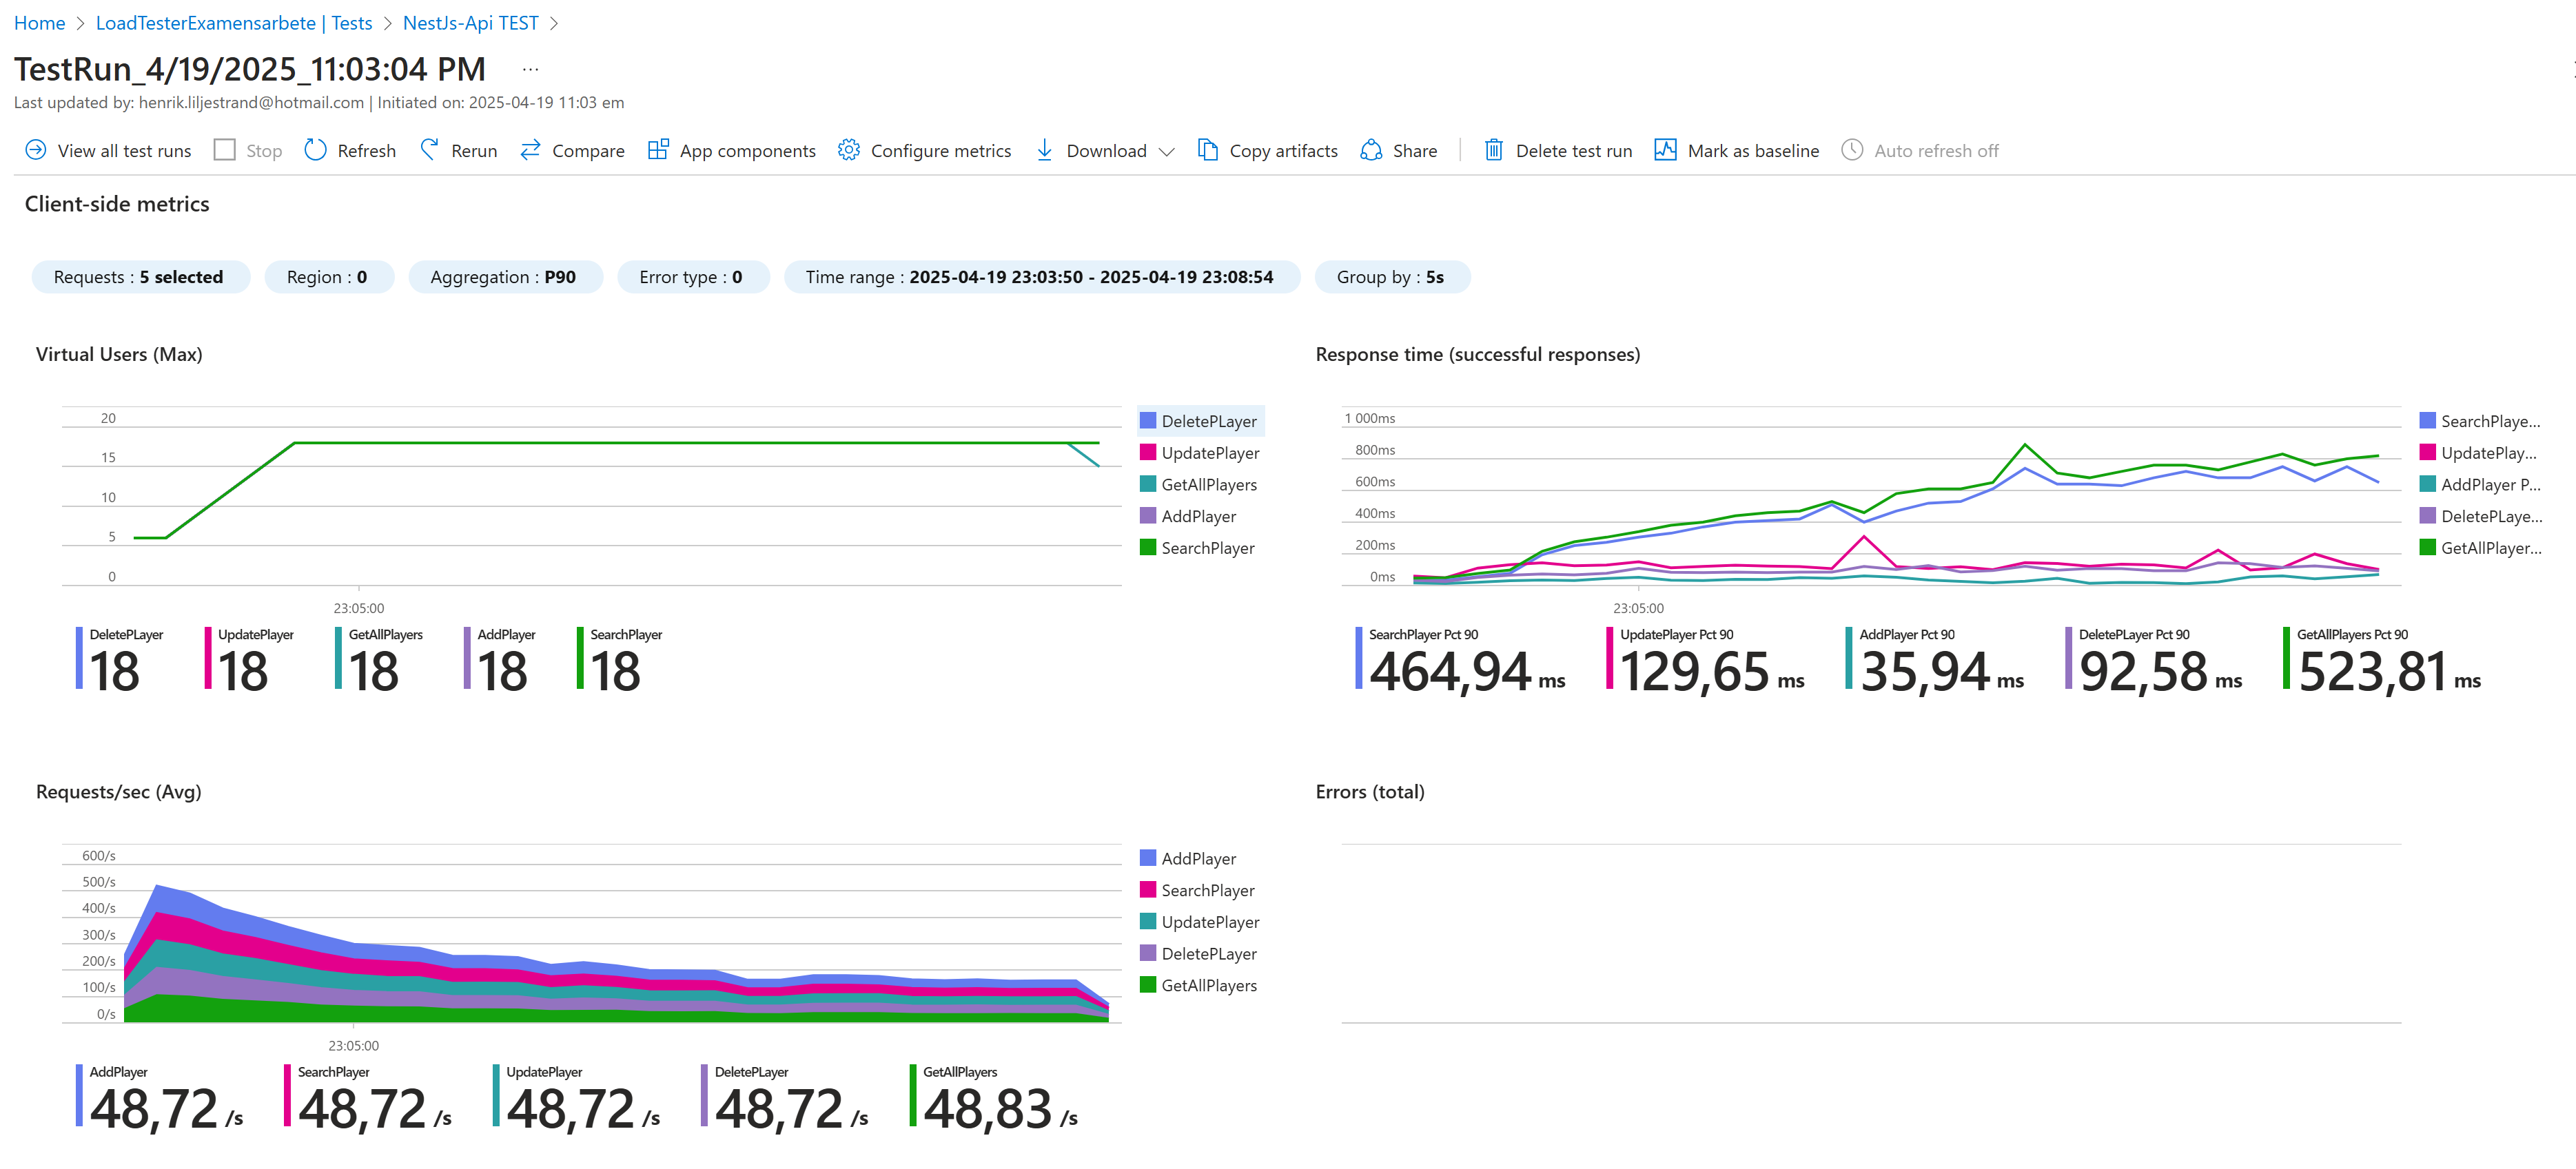 Home > LoadTesterExamensarbete | Tests > NestJs-Api TEST >
TestRun_4/19/2025_11:03:04 PM ...
Last updated by: henrik.liljestrand@hotmail.com | Initiated on: 2025-04-19 11:03 em
View all test runs Stop Refresh Rerun Compare App components Configure metrics Download Copy artifacts Share Delete test run Mark as baseline Auto refresh off
Client-side metrics
Requests : 5 selected Region : 0 Aggregation : P90 Error type : 0 Time range : 2025-04-19 23:03:50 - 2025-04-19 23:08:54 Group by : 5s
Virtual Users (Max)
20
15
10
5
0
23:05:00
DeletePLayer
UpdatePlayer
GetAllPlayers
AddPlayer
SearchPlayer
DeletePLayer UpdatePlayer GetAllPlayers AddPlayer SearchPlayer
18 18 18 18 18
Response time (successful responses)
1 000ms
800ms
600ms
400ms
200ms
0ms
23:05:00
SearchPlaye...
UpdatePlay...
AddPlayer P...
DeletePLaye...
GetAllPlayer...
SearchPlayer Pct 90 UpdatePlayer Pct 90 AddPlayer Pct 90 DeletePLayer Pct 90 GetAllPlayers Pct 90
464,94 ms 129,65 ms 35,94 ms 92,58 ms 523,81 ms
Requests/sec (Avg)
600/s
500/s
400/s
300/s
200/s
100/s
0/s
23:05:00
AddPlayer
SearchPlayer
UpdatePlayer
DeletePLayer
GetAllPlayers
AddPlayer SearchPlayer UpdatePlayer DeletePLayer GetAllPlayers
48,72 /s 48,72 /s 48,72 /s 48,72 /s 48,83 /s
Errors (total)